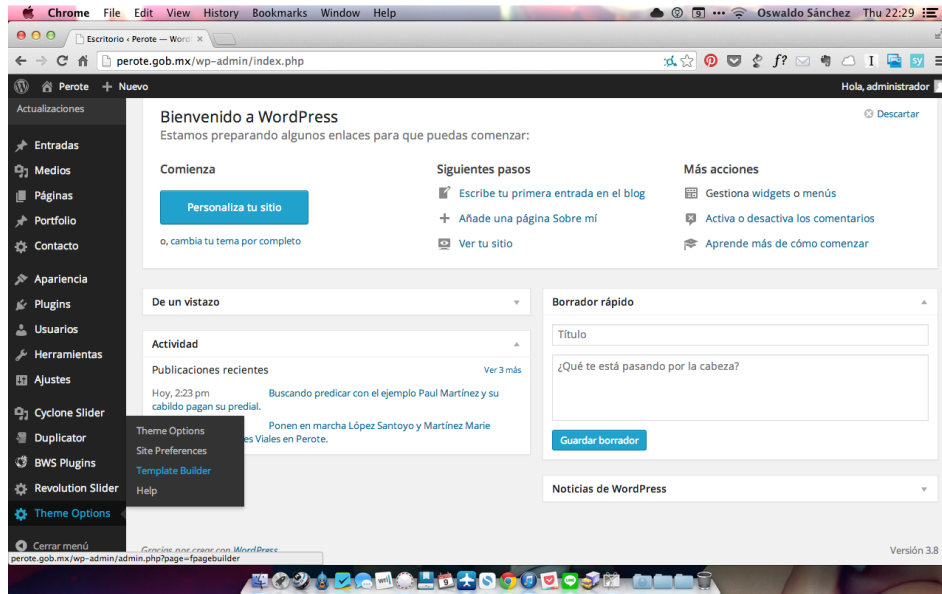 Chrome File Edit View History Bookmarks Window Help Oswaldo Sánchez Thu 22:29
Escritorio ‹ Perote — Word
perote.gob.mx/wp-admin/index.php
Perote + Nuevo Hola, administrador
Actualizaciones
Entradas
Medios
Páginas
Portfolio
Contacto
Apariencia
Plugins
Usuarios
Herramientas
Ajustes
Cyclone Slider
Duplicator
BWS Plugins
Revolution Slider
Theme Options
Cerrar menú
Theme Options
Site Preferences
Template Builder
Help
Bienvenido a WordPress
Descartar
Estamos preparando algunos enlaces para que puedas comenzar:
Comienza
Personaliza tu sitio
o, cambia tu tema por completo
Siguientes pasos
Escribe tu primera entrada en el blog
Añade una página Sobre mí
Ver tu sitio
Más acciones
Gestiona widgets o menús
Activa o desactiva los comentarios
Aprende más de cómo comenzar
De un vistazo
Actividad
Publicaciones recientes Ver 3 más
Hoy, 2:23 pm Buscando predicar con el ejemplo Paul Martínez y su
cabildo pagan su predial.
Ponen en marcha López Santoyo y Martínez Marie
es Viales en Perote.
Borrador rápido
Título
¿Qué te está pasando por la cabeza?
Guardar borrador
Noticias de WordPress
Gracias por crear con WordPress
Versión 3.8
perote.gob.mx/wp-admin/admin.php?page=fpagebuilder